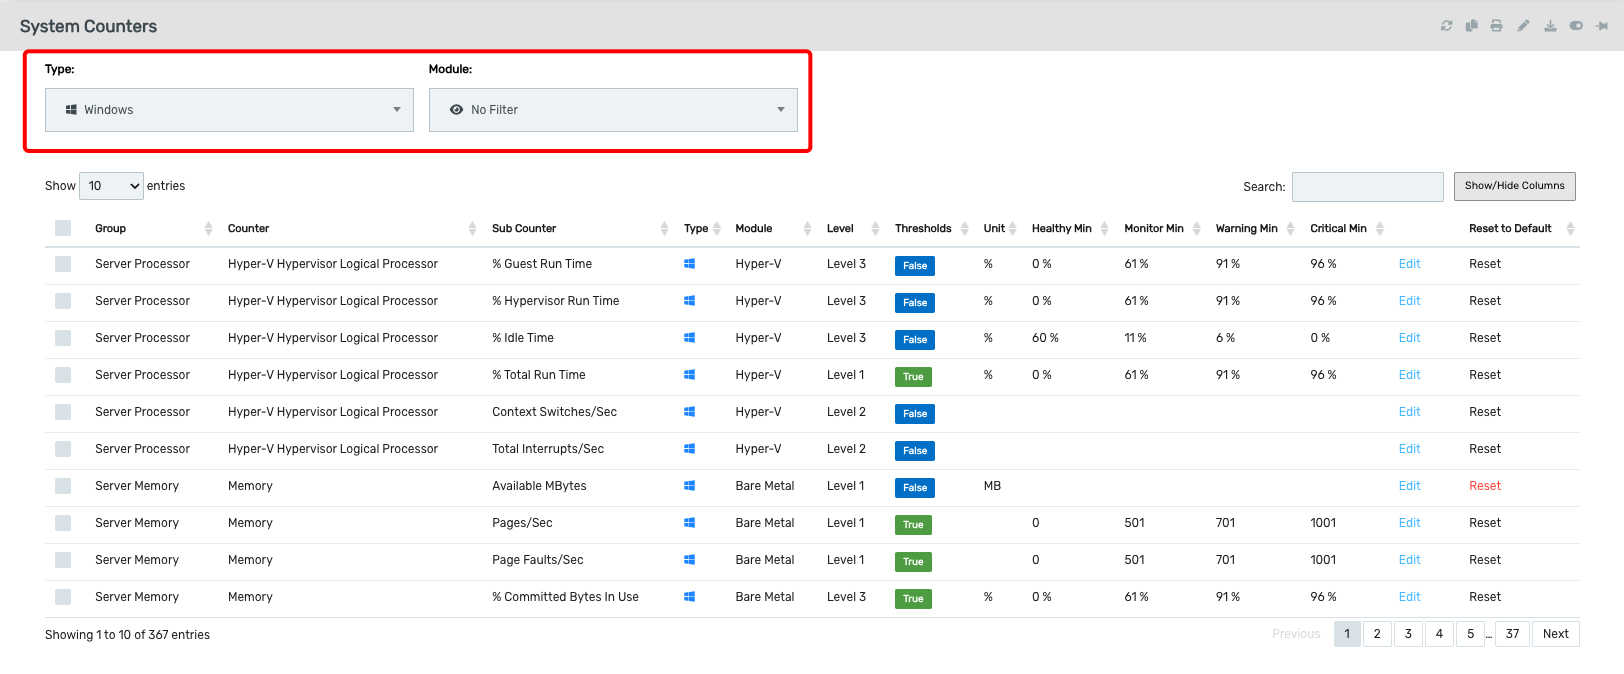 System Counters
Type: Module:
Windows No Filter
Show 10 entries Search: Show/Hide Columns
Group Counter Sub Counter Type Module Level Thresholds Unit Healthy Min Monitor Min Warning Min Critical Min Reset to Default
Server Processor Hyper-V Hypervisor Logical Processor % Guest Run Time Hyper-V Level 3 False % 0 % 61 % 91 % 96 % Edit Reset
Server Processor Hyper-V Hypervisor Logical Processor % Hypervisor Run Time Hyper-V Level 3 False % 0 % 61 % 91 % 96 % Edit Reset
Server Processor Hyper-V Hypervisor Logical Processor % Idle Time Hyper-V Level 3 False % 60 % 11 % 6 % 0 % Edit Reset
Server Processor Hyper-V Hypervisor Logical Processor % Total Run Time Hyper-V Level 1 True % 0 % 61 % 91 % 96 % Edit Reset
Server Processor Hyper-V Hypervisor Logical Processor Context Switches/Sec Hyper-V Level 2 False Edit Reset
Server Processor Hyper-V Hypervisor Logical Processor Total Interrupts/Sec Hyper-V Level 2 False Edit Reset
Server Memory Memory Available MBytes Bare Metal Level 1 False MB Edit Reset
Server Memory Memory Pages/Sec Bare Metal Level 1 True 0 501 701 1001 Edit Reset
Server Memory Memory Page Faults/Sec Bare Metal Level 1 True 0 501 701 1001 Edit Reset
Server Memory Memory % Committed Bytes In Use Bare Metal Level 3 True % 0 % 61 % 91 % 96 % Edit Reset
Showing 1 to 10 of 367 entries Previous 1 2 3 4 5 … 37 Next